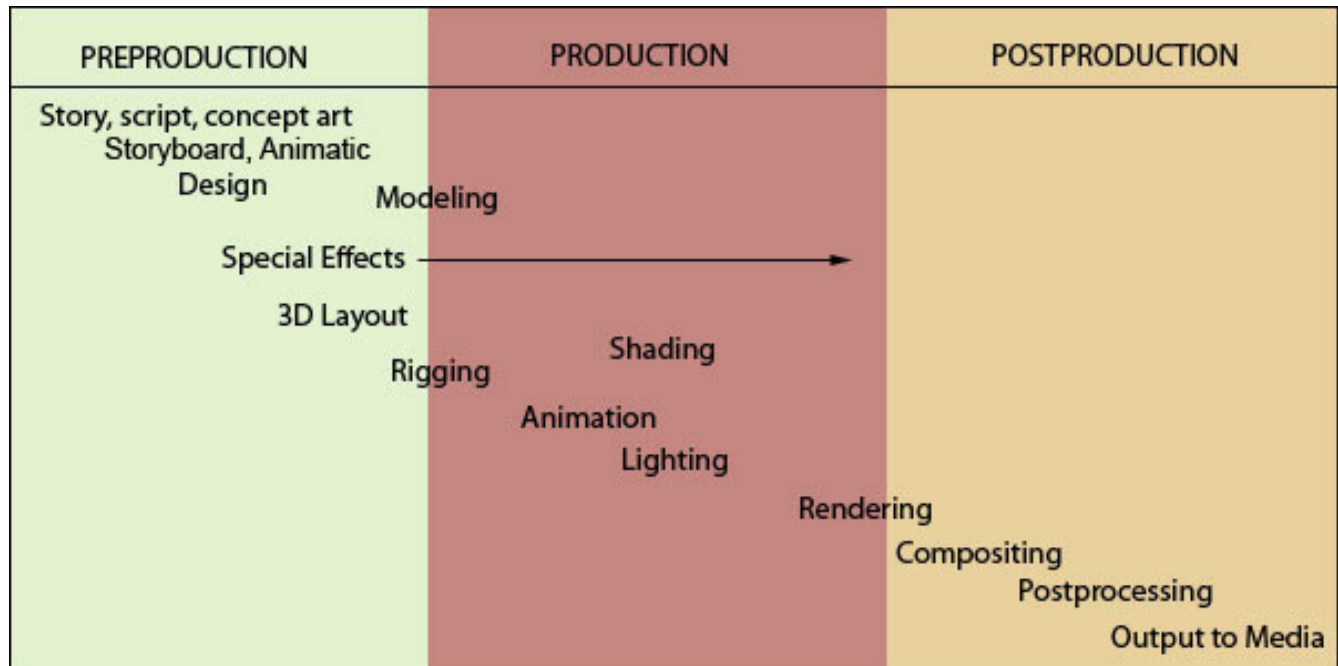 PREPRODUCTION
PRODUCTION
POSTPRODUCTION
Story, script, concept art
Storyboard, Animatic
Design
Modeling
Special Effects
3D Layout
Shading
Rigging
Animation
Lighting
Rendering
Compositing
Postprocessing
Output to Media